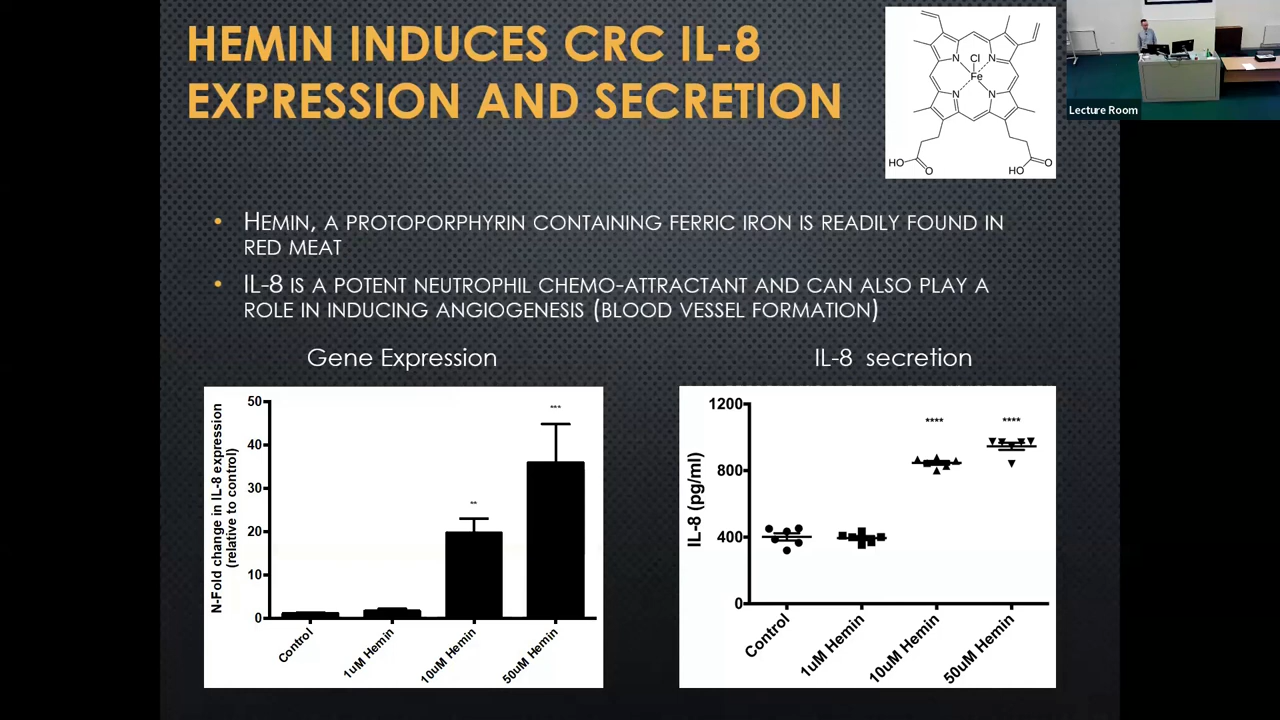 HEMIN INDUCES CRC IL-8
EXPRESSION AND SECRETION
Cl
N
N
Fe
N
N
HO
O
HO
O
Lecture Room
• HEMIN, A PROTOPORPHYRIN CONTAINING FERRIC IRON IS READILY FOUND IN
RED MEAT
• IL-8 IS A POTENT NEUTROPHIL CHEMO-ATTRACTANT AND CAN ALSO PLAY A
ROLE IN INDUCING ANGIOGENESIS (BLOOD VESSEL FORMATION)
Gene Expression
N-Fold change in IL-8 expression
(relative to control)
50
40
30
20
10
0
**
***
Control
1uM Hemin
10uM Hemin
50uM Hemin
IL-8 secretion
IL-8 (pg/ml)
1200
800
400
0
****
****
Control
1uM Hemin
10uM Hemin
50uM Hemin